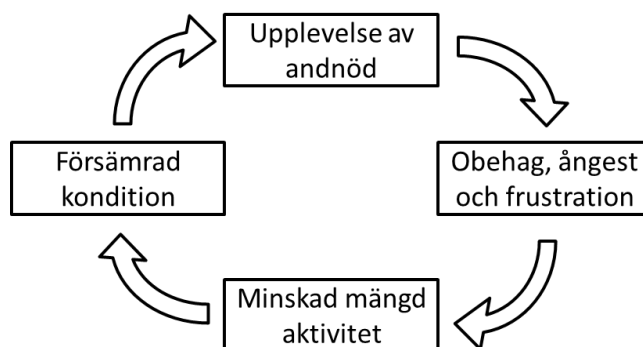 Upplevelse av
andnöd
Obehag, ångest
och frustration
Minskad mängd
aktivitet
Försämrad
kondition